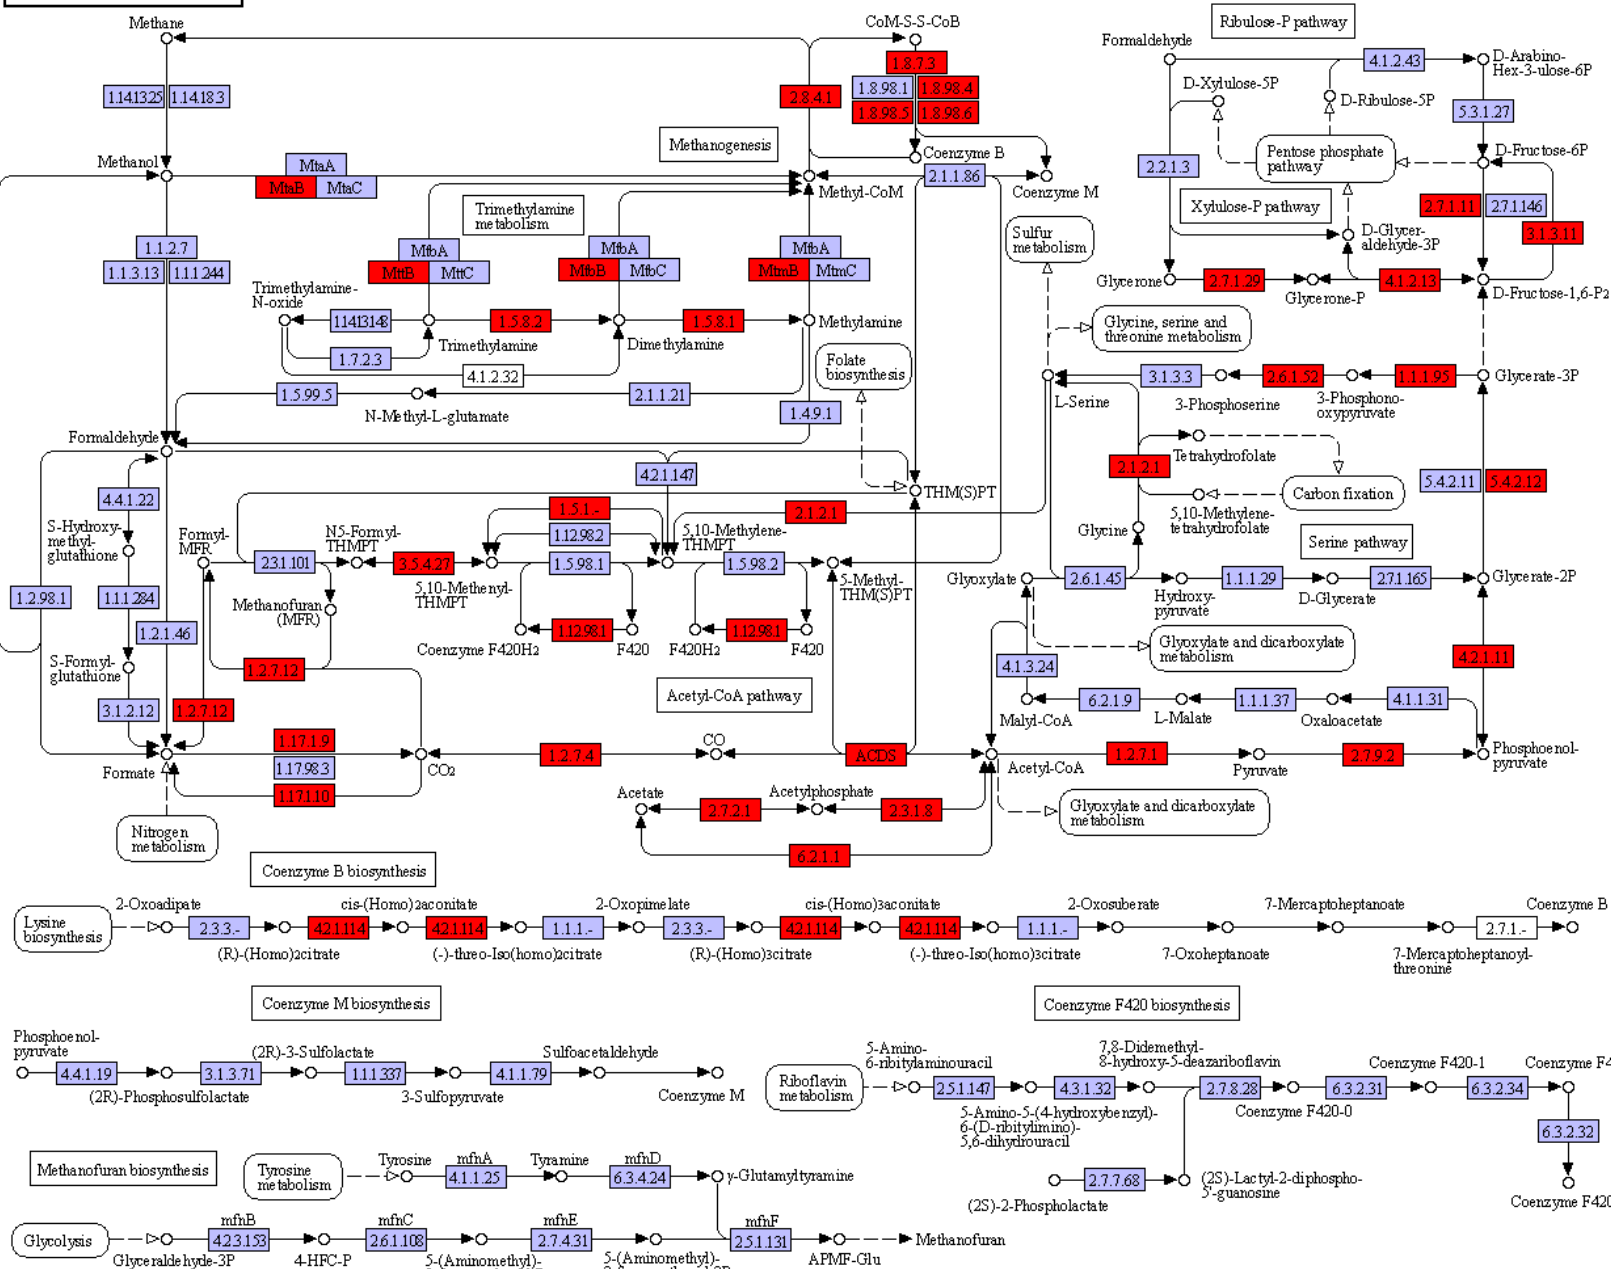 Methane
CoM-S-S-CoB
Ribulose-P pathway
Formaldehyde
4.1.2.43
D-Arabino-
Hex-3-ulose-6P
1.8.7.3
1.14.13.25
1.14.18.3
2.8.4.1
1.8.98.1
1.8.98.4
1.8.98.5
1.8.98.6
D-Xylulose-5P
D-Ribulose-5P
5.3.1.27
Methanogenesis
Coenzyme B
Methanol
MtaA
MtaB
MtaC
Methyl-CoM
2.1.1.86
Coenzyme M
2.2.1.3
Pentose phosphate
pathway
D-Fructose-6P
Trimethylamine
metabolism
Sulfur
metabolism
Xylulose-P pathway
2.7.1.11
2.7.1.146
3.1.3.11
D-Glycer-
aldehyde-3P
1.1.2.7
1.1.3.13
1.1.1.244
MtbA
MttB
MttC
MtbA
MtbB
MtbC
MtbA
MtmB
MtmC
Glycerone
2.7.1.29
Glycerone-P
4.1.2.13
D-Fructose-1,6-P2
Trimethylamine-
N-oxide
1.14.13.148
Trimethylamine
1.5.8.2
Dimethylamine
1.5.8.1
Methylamine
1.7.2.3
4.1.2.32
Glycine, serine and
threonine metabolism
Folate
biosynthesis
1.5.99.5
N-Methyl-L-glutamate
2.1.1.21
1.4.9.1
L-Serine
3.1.3.3
3-Phosphoserine
2.6.1.52
3-Phosphono-
oxypyruvate
1.1.1.95
Glycerate-3P
Formaldehyde
4.2.1.147
THM(S)PT
2.1.2.1
Tetrahydrofolate
Carbon fixation
5,10-Methylene-
tetrahydrofolate
5.4.2.11
5.4.2.12
4.4.1.22
S-Hydroxy-
methyl-
glutathione
Formyl-
MFR
N5-Formyl-
THMPT
1.5.1.-
1.12.98.2
5,10-Methylene-
THMPT
2.1.2.1
Glycine
Serine pathway
2.3.1.101
3.5.4.27
5,10-Methenyl-
THMPT
1.5.98.1
1.5.98.2
5-Methyl-
THM(S)PT
Glyoxylate
2.6.1.45
Hydroxy-
pyruvate
1.1.1.29
D-Glycerate
2.7.1.165
Glycerate-2P
1.2.98.1
1.1.1.284
Methanofuran
(MFR)
1.2.1.46
Coenzyme F420H2
1.12.98.1
F420
F420H2
1.12.98.1
F420
Glyoxylate and dicarboxylate
metabolism
S-Formyl-
glutathione
1.2.7.12
4.1.3.24
4.2.1.11
Acetyl-CoA pathway
3.1.2.12
1.2.7.12
Malyl-CoA
6.2.1.9
L-Malate
1.1.1.37
Oxaloacetate
4.1.1.31
Formate
1.17.1.9
1.17.98.3
1.17.1.10
CO2
1.2.7.4
CO
ACDS
Acetyl-CoA
1.2.7.1
Pyruvate
2.7.9.2
Phosphoenol-
pyruvate
Acetate
2.7.2.1
Acetylphosphate
2.3.1.8
Glyoxylate and dicarboxylate
metabolism
6.2.1.1
Nitrogen
metabolism
Coenzyme B biosynthesis
Lysine
biosynthesis
2-Oxoadipate
2.3.3.-
(R)-(Homo)2citrate
4.2.1.114
cis-(Homo)2aconitate
4.2.1.114
(-)-threo-Iso(homo)2citrate
1.1.1.-
2-Oxopimelate
2.3.3.-
(R)-(Homo)3citrate
4.2.1.114
cis-(Homo)3aconitate
4.2.1.114
(-)-threo-Iso(homo)3citrate
1.1.1.-
2-Oxosuberate
7-Oxoheptanoate
7-Mercaptoheptanoate
7-Mercaptoheptanoyl-
threonine
2.7.1.-
Coenzyme B
Coenzyme M biosynthesis
Coenzyme F420 biosynthesis
Phosphoenol-
pyruvate
4.4.1.19
(2R)-Phosphosulfolactate
3.1.3.71
(2R)-3-Sulfolactate
1.1.1.337
3-Sulfopyruvate
4.1.1.79
Sulfoacetaldehyde
Coenzyme M
Riboflavin
metabolism
5-Amino-
6-ribitylaminouracil
2.5.1.147
5-Amino-5-(4-hydroxybenzyl)-
6-(D-ribitylimino)-
5,6-dihydrouracil
4.3.1.32
7,8-Didemethyl-
8-hydroxy-5-deazariboflavin
2.7.8.28
Coenzyme F420-0
6.3.2.31
Coenzyme F420-1
6.3.2.34
Coenzyme F4
6.3.2.32
Coenzyme F420
(2S)-2-Phospholactate
2.7.7.68
(2S)-Lactyl-2-diphospho-
5'-guanosine
Methanofuran biosynthesis
Tyrosine
metabolism
Tyrosine
mfnA
4.1.1.25
Tyramine
mfnD
6.3.4.24
γ-Glutamyltyramine
Glycolysis
Glyceraldehyde-3P
mfnB
4.2.3.153
4-HFC-P
mfnC
2.6.1.108
5-(Aminomethyl)-
mfnE
2.7.4.31
5-(Aminomethyl)-
mfnF
2.5.1.131
APMF-Glu
Methanofuran